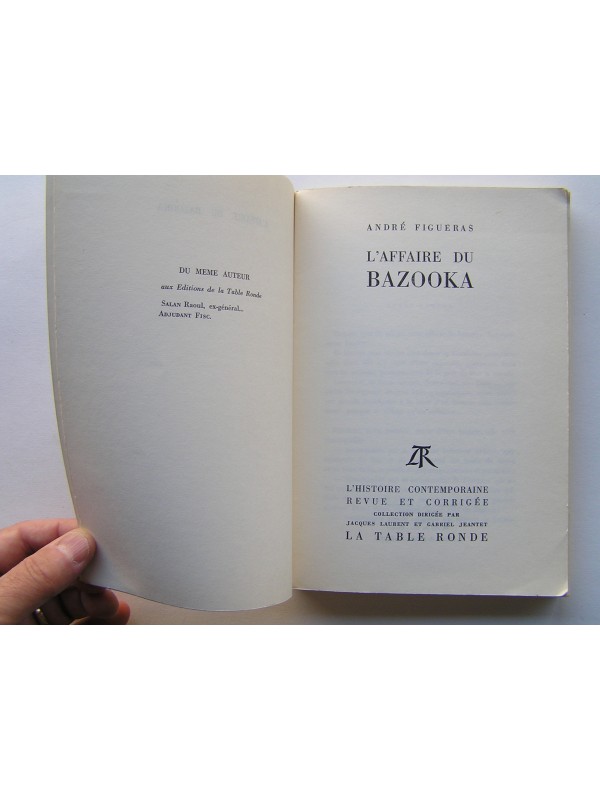 DU MEME AUTEUR
aux Editions de la Table Ronde
SALAN Raoul, ex-général..
ADJUDANT FISC.
ANDRÉ FIGUERAS
L'AFFAIRE DU
BAZOOKA
LTR
L'HISTOIRE CONTEMPORAINE
REVUE ET CORRIGÉE
COLLECTION DIRIGÉE PAR
JACQUES LAURENT ET GABRIEL JEANTET
LA TABLE RONDE